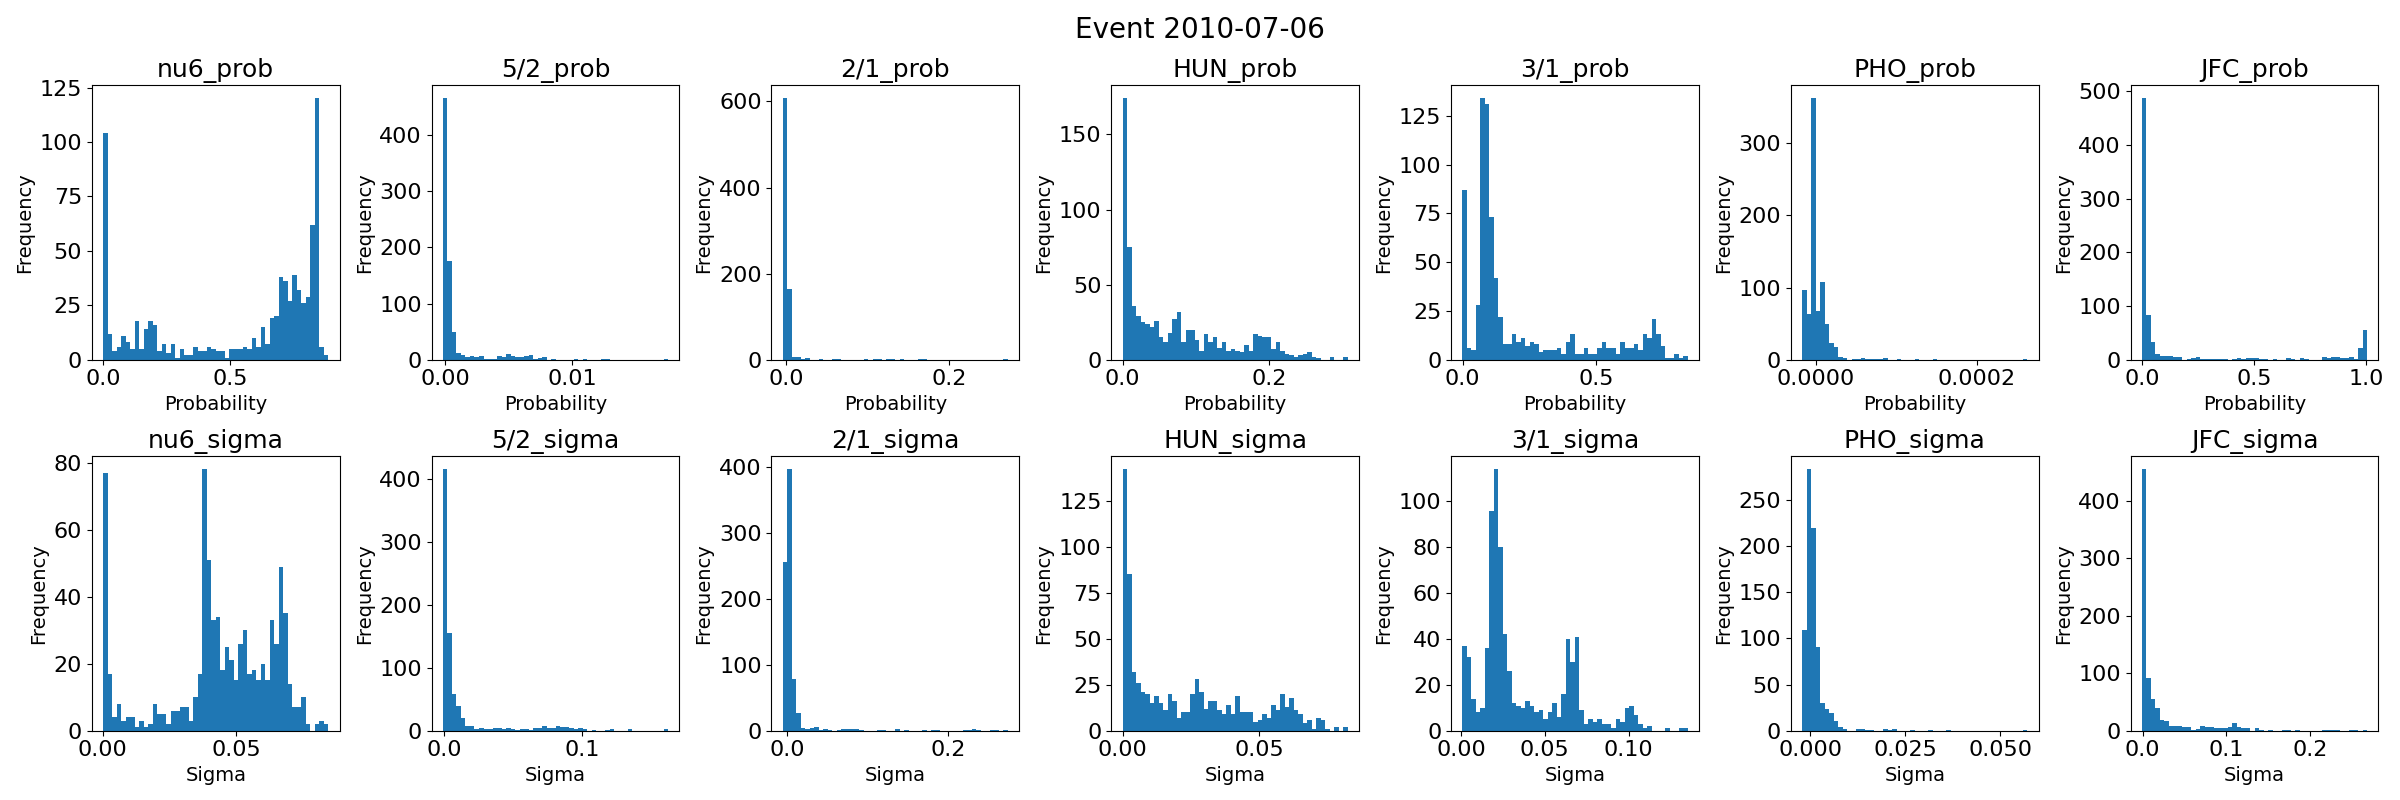 Event 2010-07-06
nu6_prob 5/2_prob 2/1_prob HUN_prob 3/1_prob PHO_prob JFC_prob
Frequency 0 25 50 75 100 125 0.0 0.5 Probability
Frequency 0 100 200 300 400 0.00 0.01 Probability
Frequency 0 200 400 600 0.0 0.2 Probability
Frequency 0 50 100 150 0.0 0.2 Probability
Frequency 0 25 50 75 100 125 0.0 0.5 Probability
Frequency 0 100 200 300 0.0000 0.0002 Probability
Frequency 0 100 200 300 400 500 0.0 0.5 1.0 Probability
nu6_sigma 5/2_sigma 2/1_sigma HUN_sigma 3/1_sigma PHO_sigma JFC_sigma
Frequency 0 20 40 60 80 0.00 0.05 Sigma
Frequency 0 100 200 300 400 0.0 0.1 Sigma
Frequency 0 100 200 300 400 0.0 0.2 Sigma
Frequency 0 25 50 75 100 125 0.00 0.05 Sigma
Frequency 0 20 40 60 80 100 0.00 0.05 0.10 Sigma
Frequency 0 50 100 150 200 250 0.000 0.025 0.050 Sigma
Frequency 0 100 200 300 400 0.0 0.1 0.2 Sigma